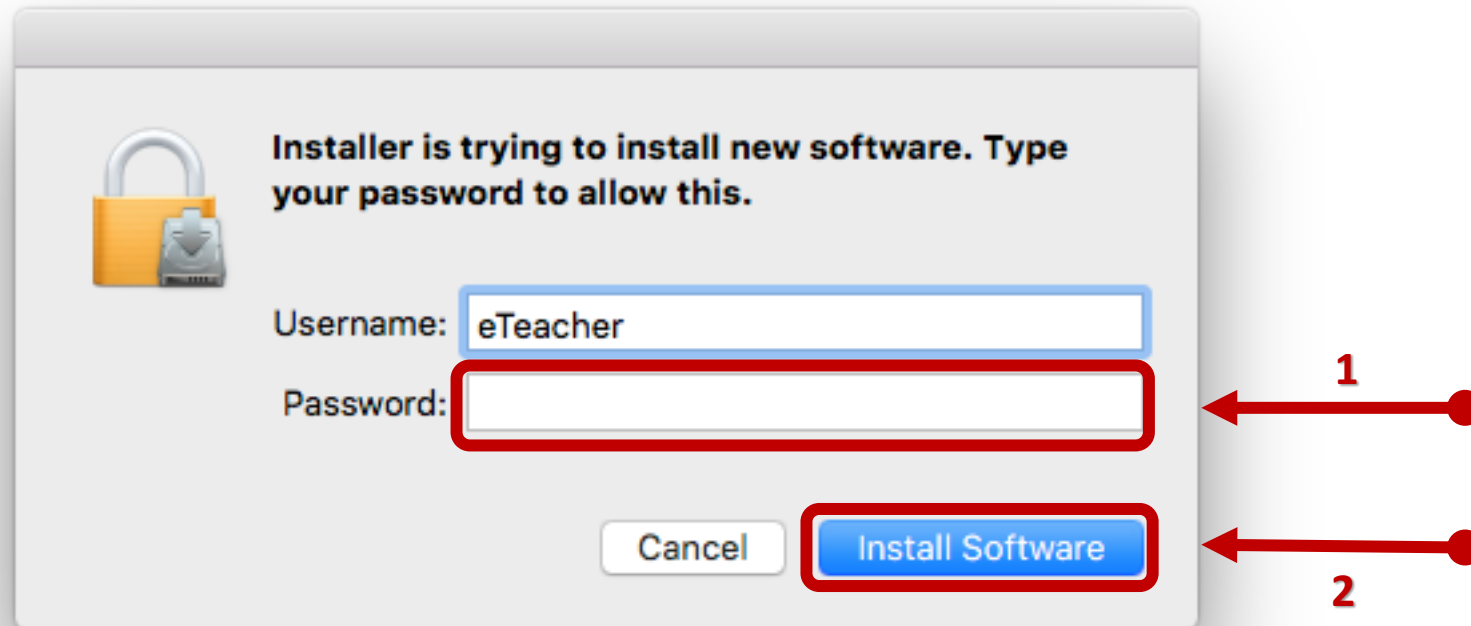 Installer is trying to install new software. Type
your password to allow this.
Username: eTeacher
Password:
1
Cancel Install Software
2